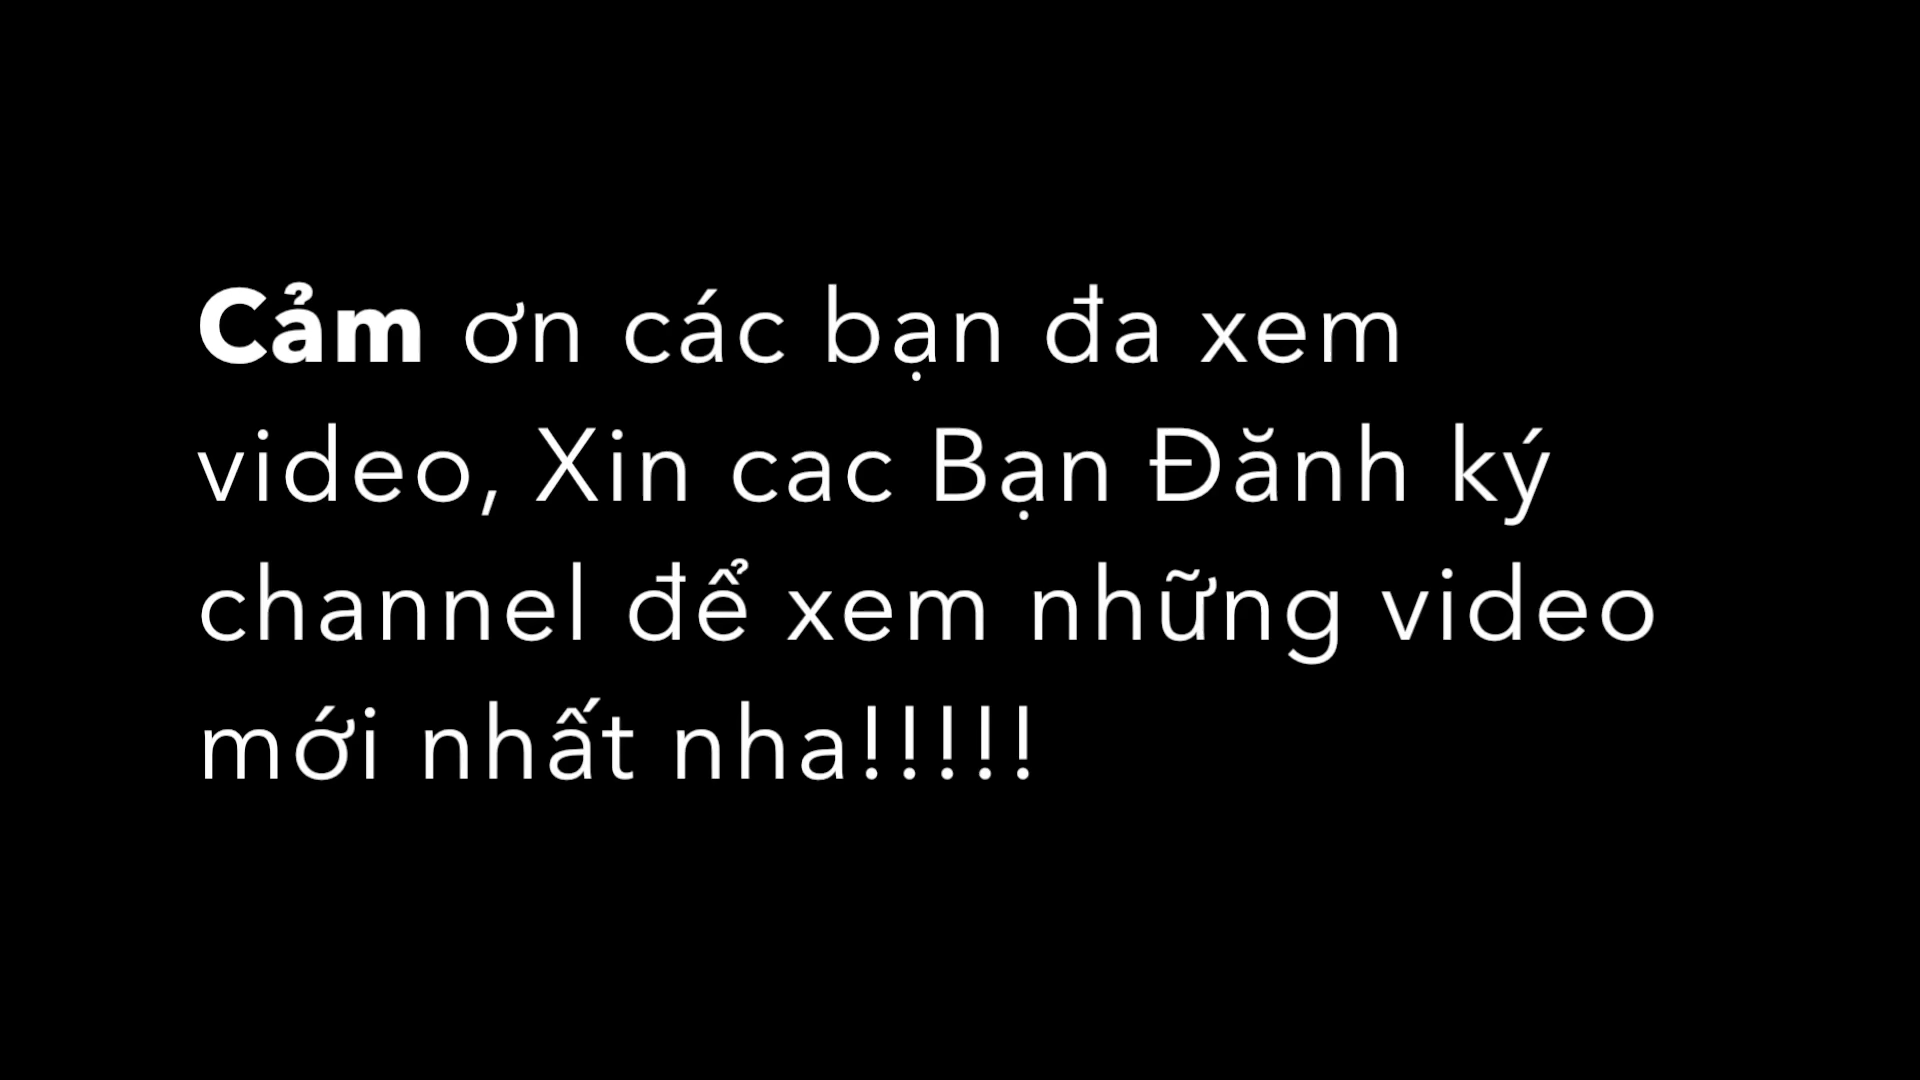 Cảm ơn các bạn đa xem
video, Xin cac Bạn Đănh ký
channel để xem những video
mới nhất nha!!!!!